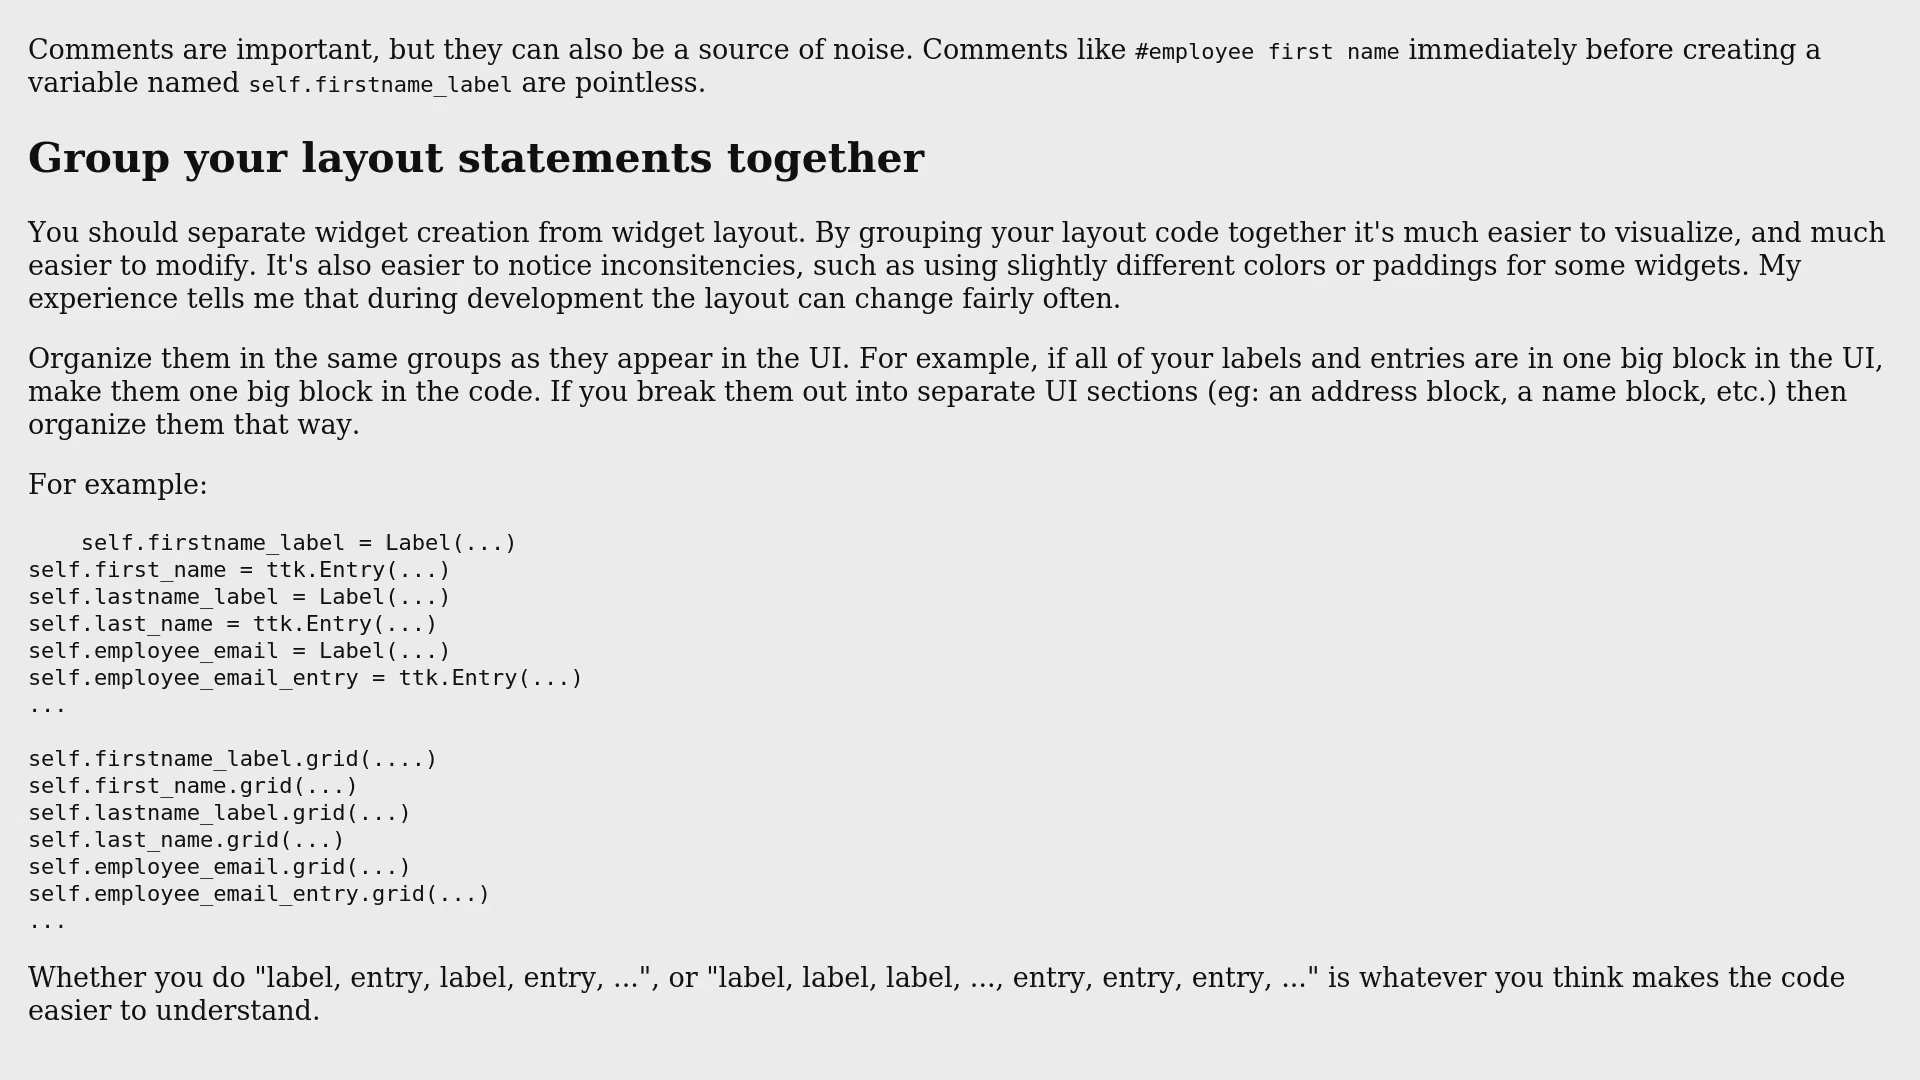 Comments are important, but they can also be a source of noise. Comments like #employee first name immediately before creating a
variable named self.firstname_label are pointless.
Group your layout statements together
You should separate widget creation from widget layout. By grouping your layout code together it's much easier to visualize, and much
easier to modify. It's also easier to notice inconsitencies, such as using slightly different colors or paddings for some widgets. My
experience tells me that during development the layout can change fairly often.
Organize them in the same groups as they appear in the UI. For example, if all of your labels and entries are in one big block in the UI,
make them one big block in the code. If you break them out into separate UI sections (eg: an address block, a name block, etc.) then
organize them that way.
For example:
    self.firstname_label = Label(...)
self.first_name = ttk.Entry(...)
self.lastname_label = Label(...)
self.last_name = ttk.Entry(...)
self.employee_email = Label(...)
self.employee_email_entry = ttk.Entry(...)
...
self.firstname_label.grid(....)
self.first_name.grid(...)
self.lastname_label.grid(...)
self.last_name.grid(...)
self.employee_email.grid(...)
self.employee_email_entry.grid(...)
...
Whether you do "label, entry, label, entry, ...", or "label, label, label, ..., entry, entry, entry, ..." is whatever you think makes the code
easier to understand.